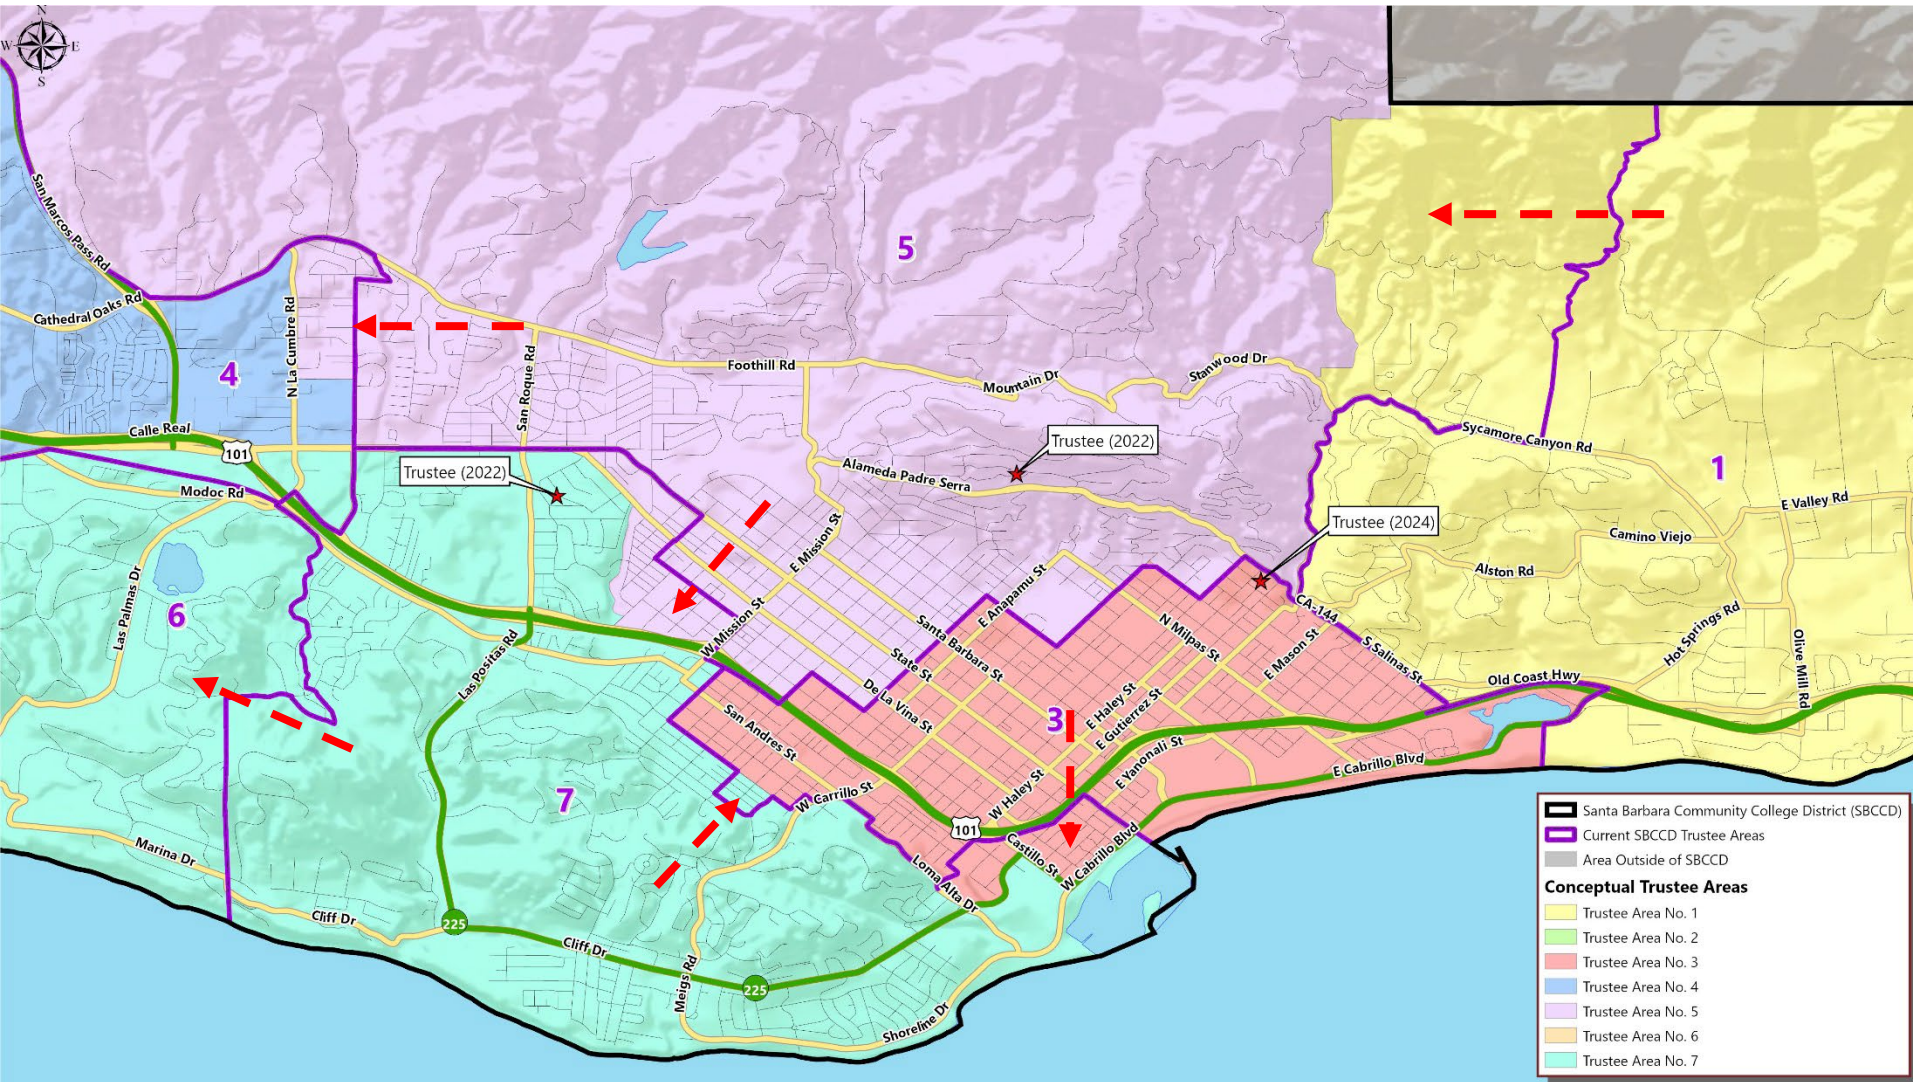 N
W E
S
San Marcos Pass Rd
Cathedral Oaks Rd
N La Cumbre Rd
5
4
San Roque Rd
Foothill Rd
Mountain Dr
Stanwood Dr
Calle Real
101
Trustee (2022)
Trustee (2022)
Sycamore Canyon Rd
1
Modoc Rd
Alameda Padre Serra
E Valley Rd
Trustee (2024)
Camino Viejo
E Mission St
Alston Rd
Las Palmas Dr
6
E Anapamu St
CA-144
Hot Springs Rd
Olive Mill Rd
W Mission St
Santa Barbara St
N Milpas St
E Mason St
S Salinas St
Las Positas Rd
State St
De La Vina St
Old Coast Hwy
San Andres St
3
E Haley St
E Gutierrez St
E Yanonali St
E Cabrillo Blvd
7
W Carrillo St
W Haley St
101
Castillo St
W Cabrillo Blvd
Marina Dr
Loma Alta Dr
Cliff Dr
225
Cliff Dr
Meigs Rd
225
Shoreline Dr
Santa Barbara Community College District (SBCCD)
Current SBCCD Trustee Areas
Area Outside of SBCCD
Conceptual Trustee Areas
Trustee Area No. 1
Trustee Area No. 2
Trustee Area No. 3
Trustee Area No. 4
Trustee Area No. 5
Trustee Area No. 6
Trustee Area No. 7